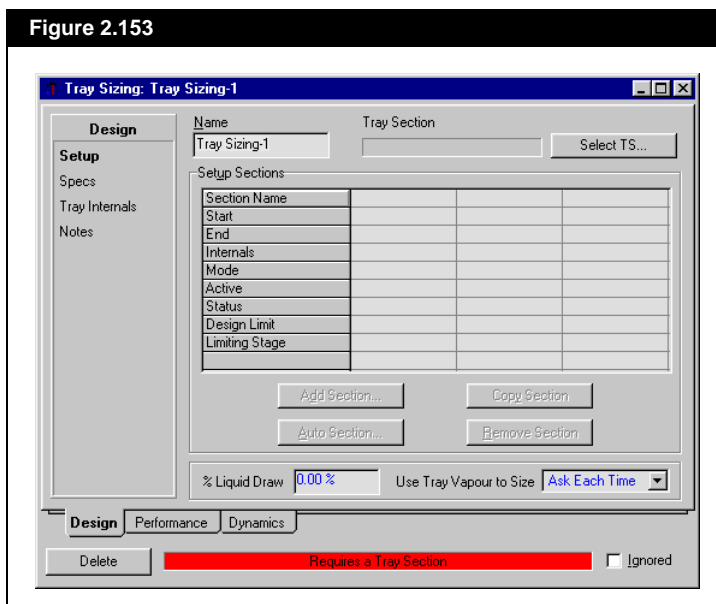 Figure 2.153
Tray Sizing: Tray Sizing-1
Design
Setup
Specs
Tray Internals
Notes
Name
Tray Section
Tray Sizing-1
Select TS...
Setup Sections
Section Name
Start
End
Internals
Mode
Active
Status
Design Limit
Limiting Stage
Add Section...
Copy Section
Auto Section...
Remove Section
% Liquid Draw
0.00 %
Use Tray Vapour to Size
Ask Each Time
Design
Performance
Dynamics
Delete
Requires a Tray Section
Ignored